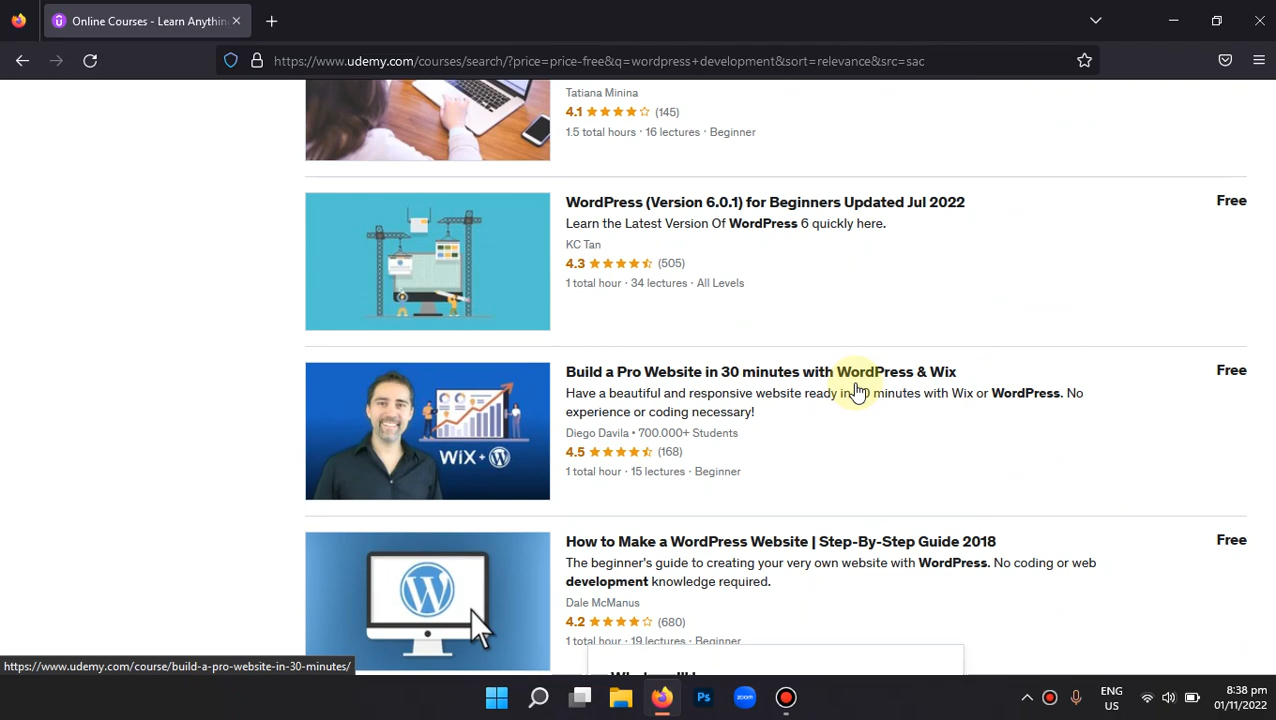 Online Courses - Learn Anythin
https://www.udemy.com/courses/search/?price=price-free&q=wordpress+development&sort=relevance&src=sac
Tatiana Minina
4.1 (145)
1.5 total hours · 16 lectures · Beginner
WordPress (Version 6.0.1) for Beginners Updated Jul 2022
Free
Learn the Latest Version Of WordPress 6 quickly here.
KC Tan
4.3 (505)
1 total hour · 34 lectures · All Levels
Build a Pro Website in 30 minutes with WordPress & Wix
Free
Have a beautiful and responsive website ready in 30 minutes with Wix or WordPress. No
experience or coding necessary!
Diego Davila • 700.000+ Students
WiX +
4.5 (168)
1 total hour · 15 lectures · Beginner
How to Make a WordPress Website | Step-By-Step Guide 2018
Free
The beginner's guide to creating your very own website with WordPress. No coding or web
development knowledge required.
Dale McManus
4.2 (680)
1 total hour · 19 lectures · Beginner
https://www.udemy.com/course/build-a-pro-website-in-30-minutes/
Ps
zoom
ENG
US
8:38 pm
01/11/2022